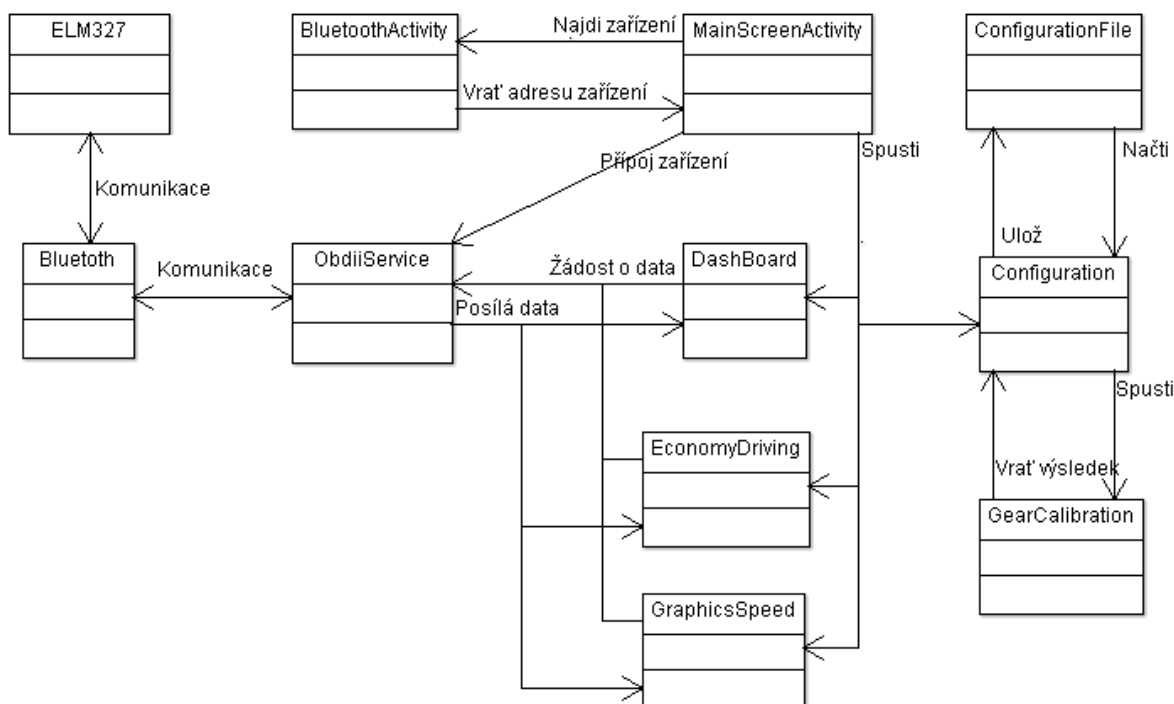 ELM327
BluetoothActivity
Najdi zařízení
MainScreenActivity
ConfigurationFile
Vrať adresu zařízení
Přípoj zařízení
Spusti
Načti
Komunikace
Ulož
Bluetoth
Komunikace
ObdiiService
Žádost o data
DashBoard
Configuration
Posílá data
Spusti
EconomyDriving
Vrať výsledek
GearCalibration
GraphicsSpeed